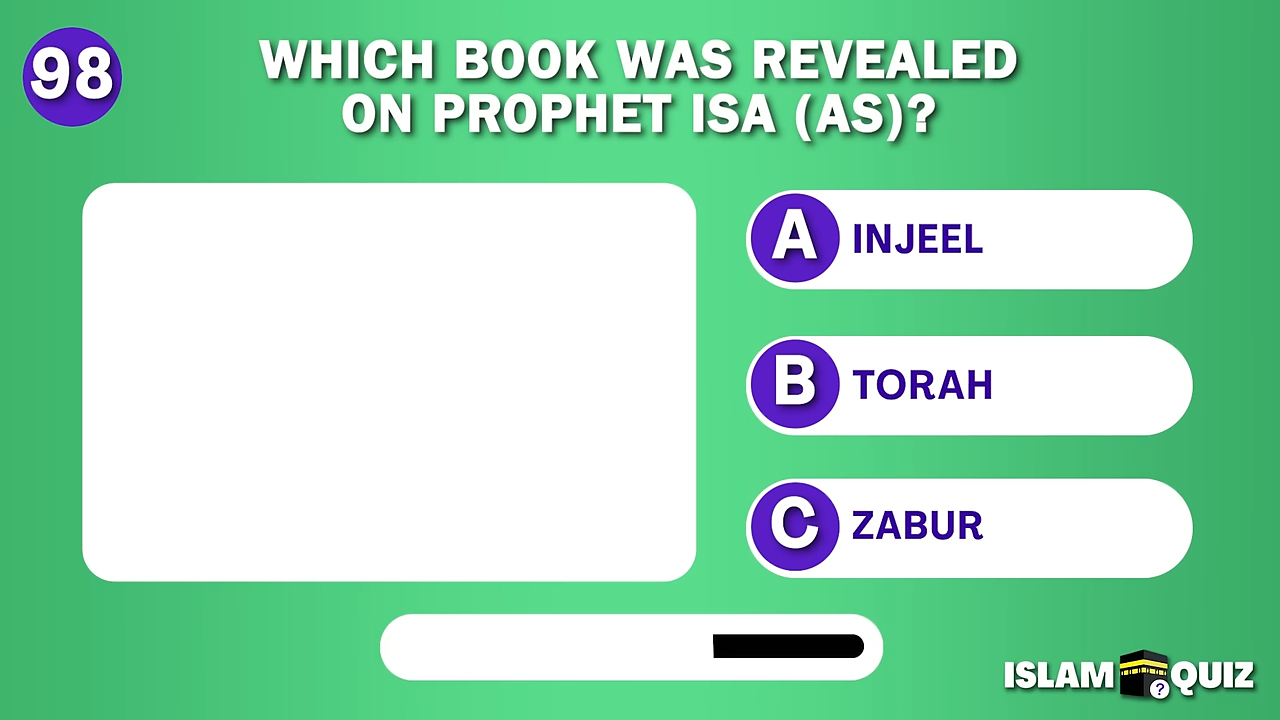 98
WHICH BOOK WAS REVEALED
ON PROPHET ISA (AS)?
A INJEEL
B TORAH
C ZABUR
ISLAM ? QUIZ